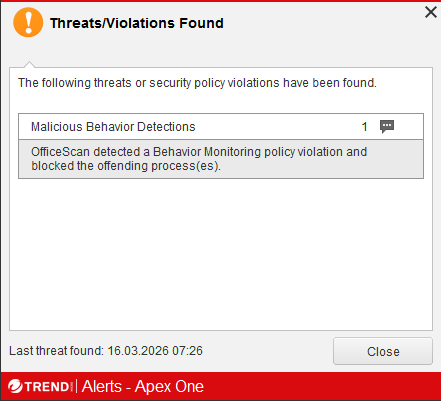 Threats/Violations Found
The following threats or security policy violations have been found.
Malicious Behavior Detections 1
OfficeScan detected a Behavior Monitoring policy violation and
blocked the offending process(es).
Last threat found: 16.03.2026 07:26 Close
TREND | Alerts - Apex One